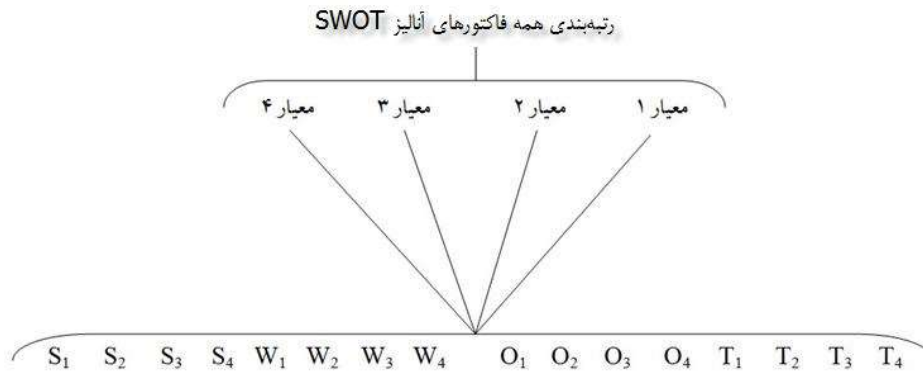 رتبه‌بندی همه فاکتورهای آنالیز SWOT
معیار ۱ معیار ۲ معیار ۳ معیار ۴
S₁ S₂ S₃ S₄ W₁ W₂ W₃ W₄ O₁ O₂ O₃ O₄ T₁ T₂ T₃ T₄